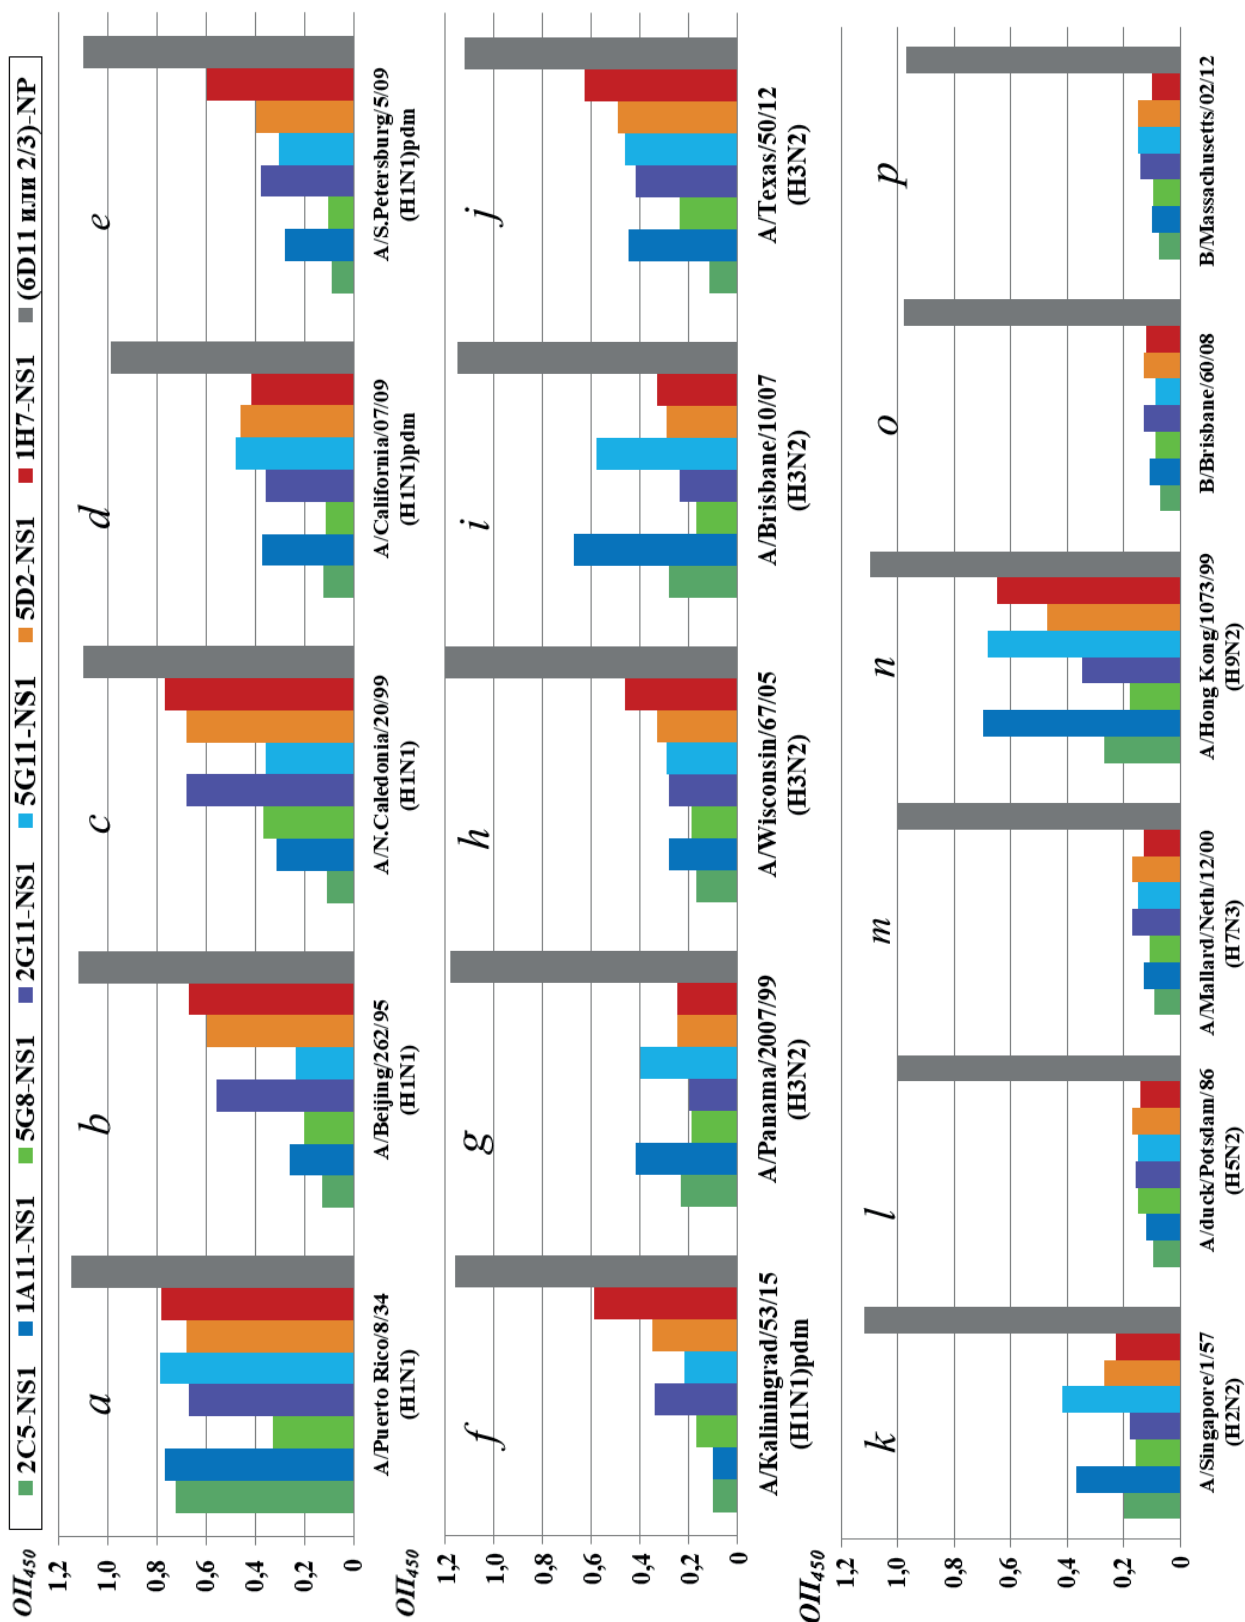 2C5-NS1 1A11-NS1 5G8-NS1 2G11-NS1 5G11-NS1 5D2-NS1 1H7-NS1 (6D11 или 2/3)-NP
ОП450
1,2
1,0
0,8
0,6
0,4
0,2
0
a
b
c
d
e
A/Puerto Rico/8/34
(H1N1)
A/Beijing/262/95
(H1N1)
A/N.Caledonia/20/99
(H1N1)
A/California/07/09
(H1N1)pdm
A/S.Petersburg/5/09
(H1N1)pdm
ОП450
1,2
1,0
0,8
0,6
0,4
0,2
0
f
g
h
i
j
A/Kaliningrad/53/15
(H1N1)pdm
A/Panama/2007/99
(H3N2)
A/Wisconsin/67/05
(H3N2)
A/Brisbane/10/07
(H3N2)
A/Texas/50/12
(H3N2)
ОП450
1,2
1,0
0,8
0,6
0,4
0,2
0
k
l
m
n
o
p
A/Singapore/1/57
(H2N2)
A/duck/Potsdam/86
(H5N2)
A/Mallard/Neth/12/00
(H7N3)
A/Hong Kong/1073/99
(H9N2)
B/Brisbane/60/08
B/Massachusetts/02/12